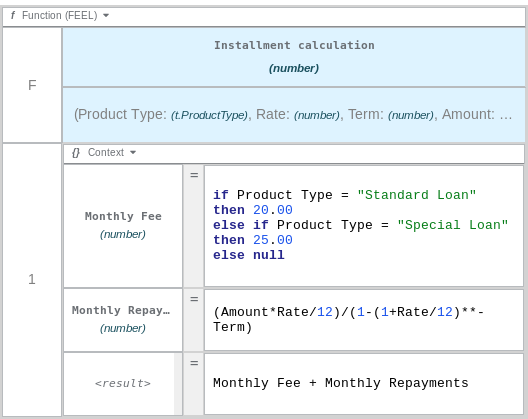 f Function (FEEL)
Installment calculation
(number)
F
(Product Type: (t.ProductType), Rate: (number), Term: (number), Amount: ...
{} Context
1
Monthly Fee
(number)
=
if Product Type = "Standard Loan"
then 20.00
else if Product Type = "Special Loan"
then 25.00
else null
Monthly Repay…
(number)
=
(Amount*Rate/12)/(1-(1+Rate/12)**-
Term)
<result>
=
Monthly Fee + Monthly Repayments